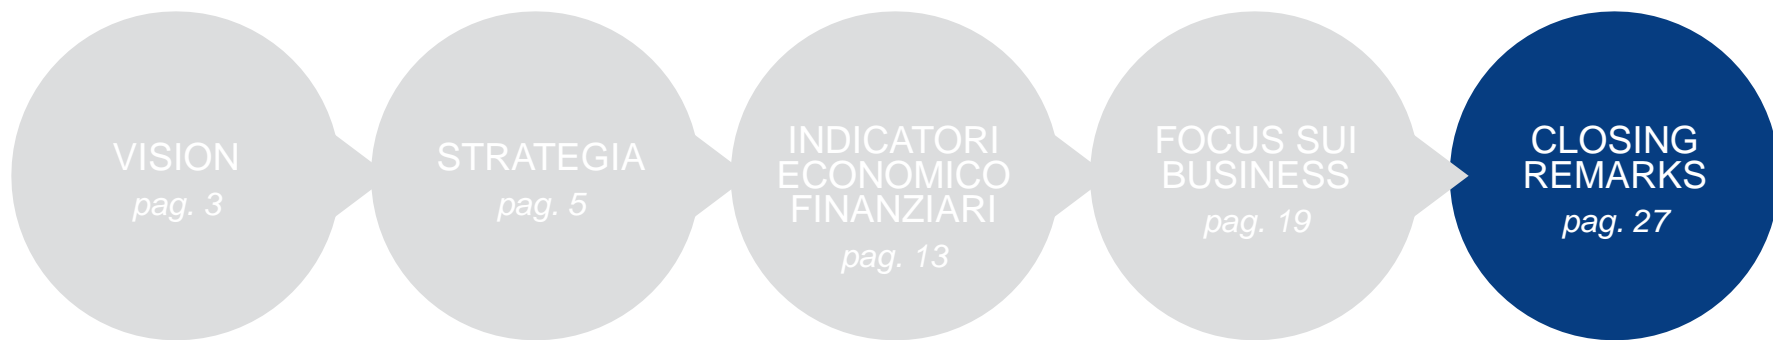 VISION
pag. 3
STRATEGIA
pag. 5
INDICATORI
ECONOMICO
FINANZIARI
pag. 13
FOCUS SUI
BUSINESS
pag. 19
CLOSING
REMARKS
pag. 27